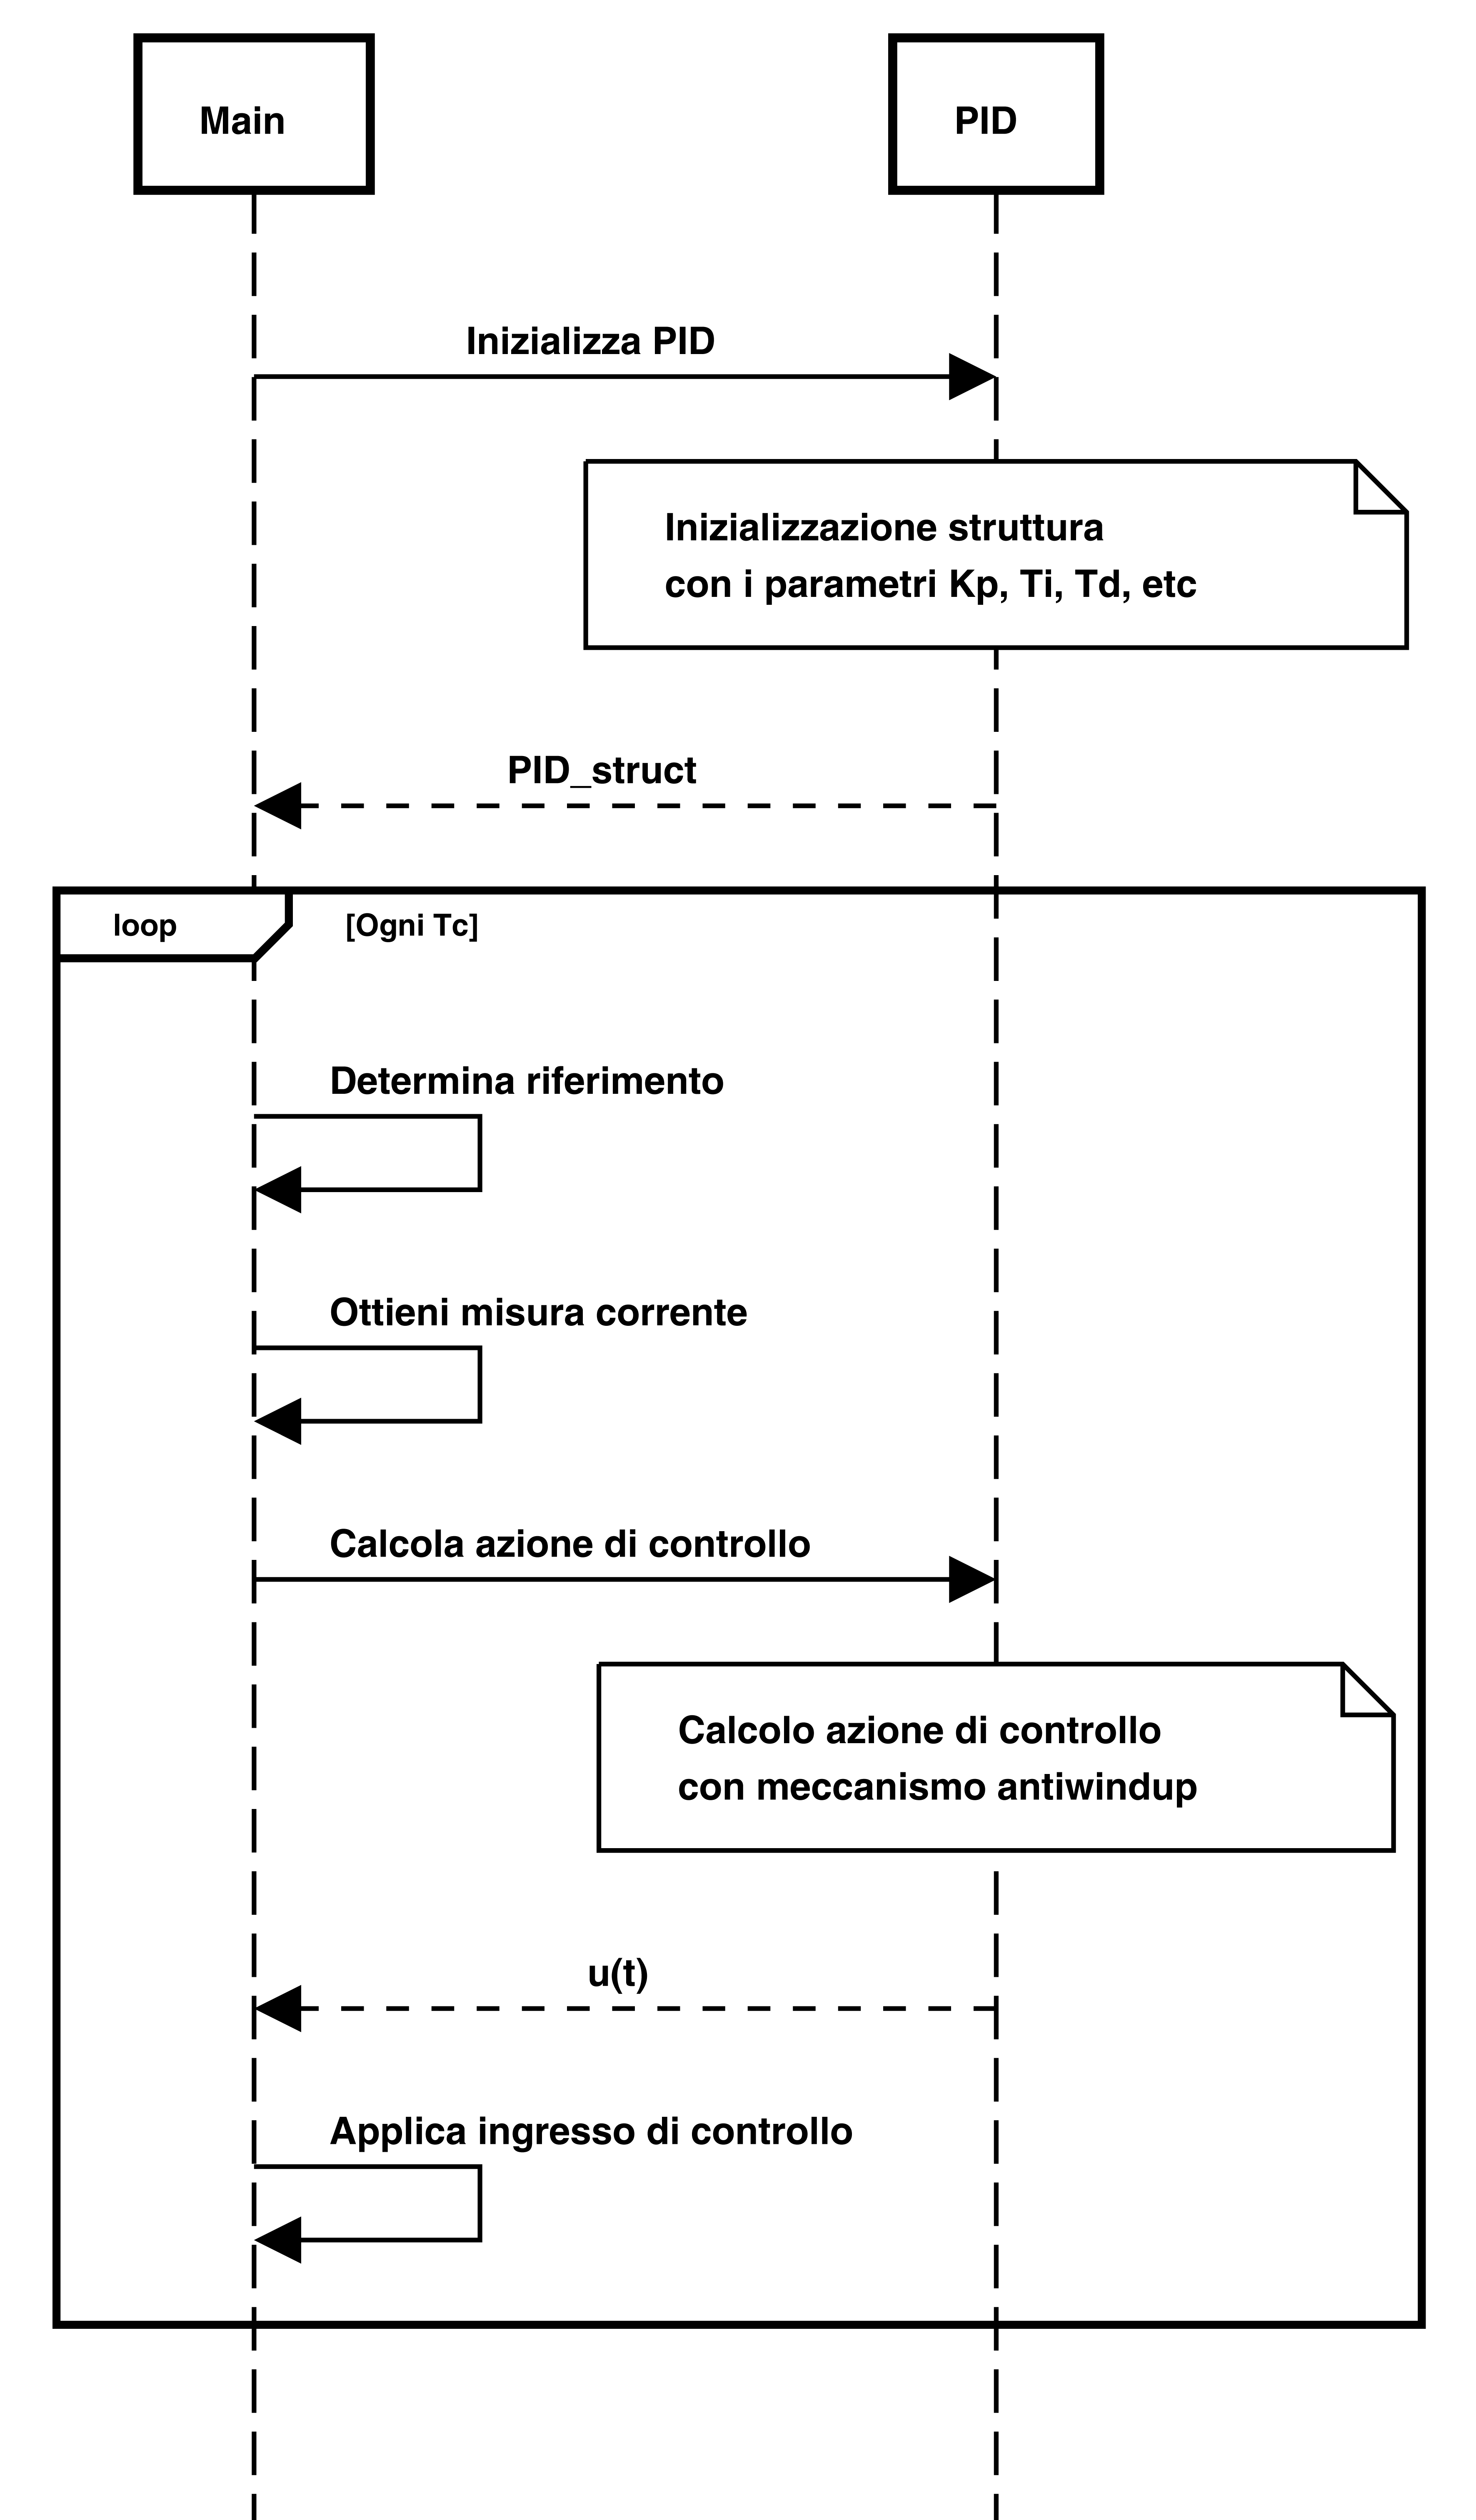 Main
PID
Inizializza PID
Inizializzazione struttura
con i parametri Kp, Ti, Td, etc
PID_struct
loop
[Ogni Tc]
Determina riferimento
Ottieni misura corrente
Calcola azione di controllo
Calcolo azione di controllo
con meccanismo antiwindup
u(t)
Applica ingresso di controllo